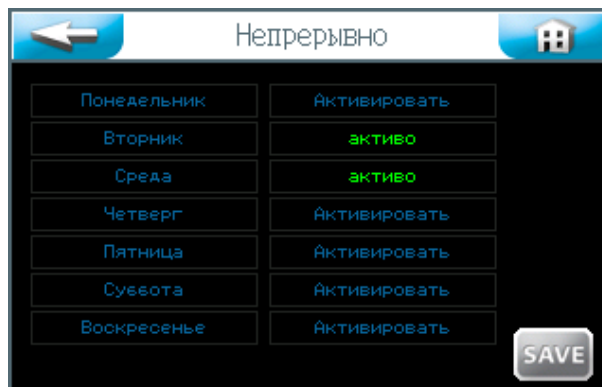 Непрерывно
Понедельник Активировать
Вторник активо
Среда активо
Четверг Активировать
Пятница Активировать
Суббота Активировать
Воскресенье Активировать
SAVE